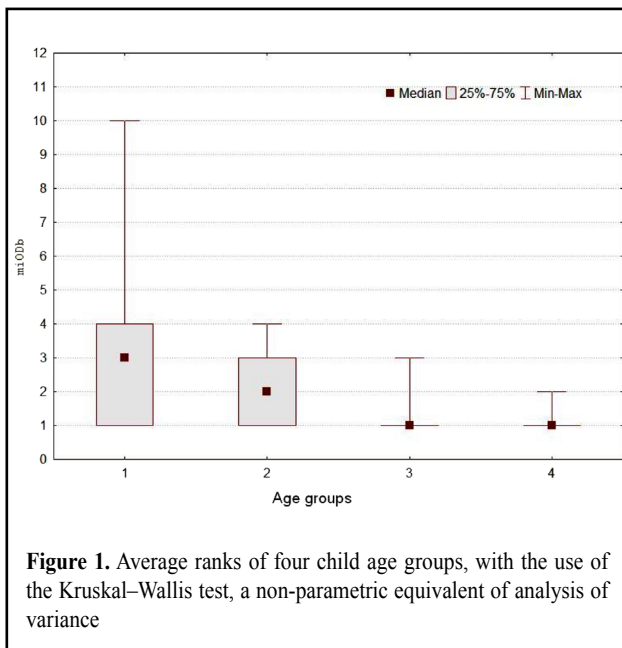 12
11
Median 25%-75% Min-Max
10
9
8
7
6
miODb
5
4
3
2
1
0
1 2 3 4
Age groups
Figure 1. Average ranks of four child age groups, with the use of
the Kruskal–Wallis test, a non-parametric equivalent of analysis of
variance